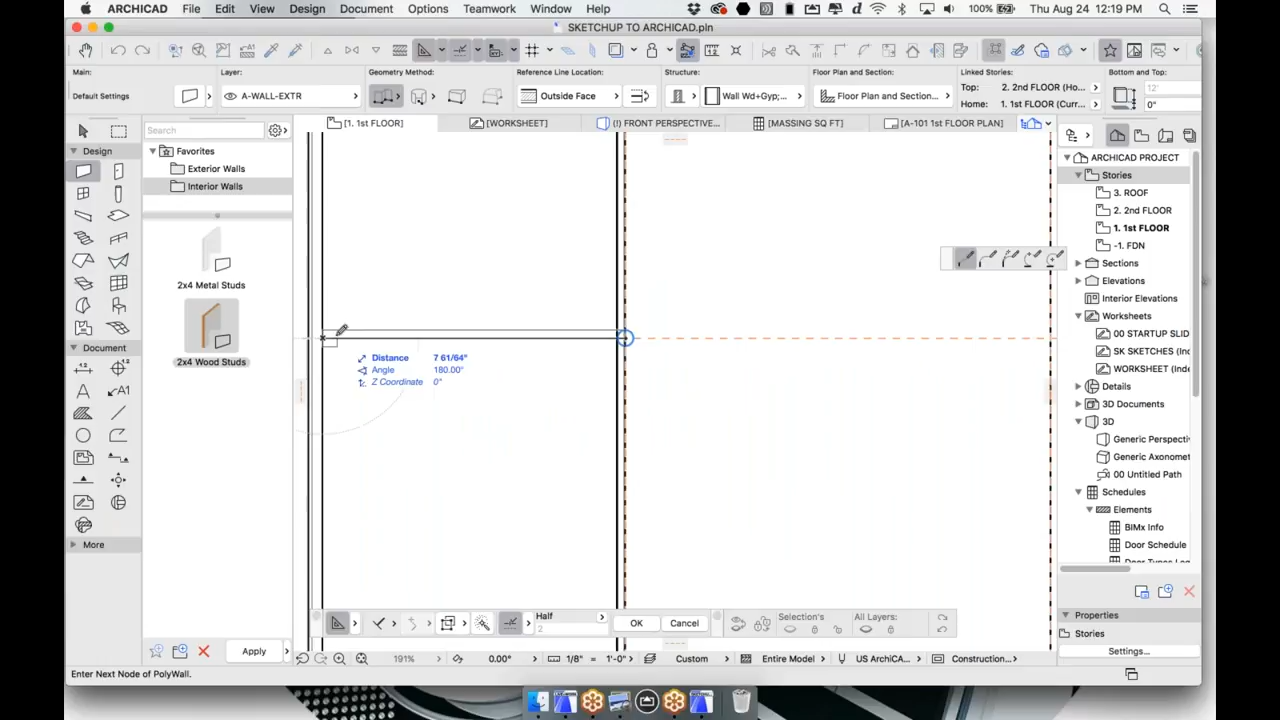 ARCHICAD File Edit View Design Document Options Teamwork Window Help 100% Thu Aug 24 12:19 PM
SKETCHUP TO ARCHICAD.pln
Main: Layer: Geometry Method: Reference Line Location: Structure: Floor Plan and Section: Linked Stories: Bottom and Top:
Default Settings A-WALL-EXTR Outside Face Wall Wd+Gyp;... Floor Plan and Section... Top: 2. 2nd FLOOR (Ho... 12'
Home: 1. 1st FLOOR (Curr... 0"
[1. 1st FLOOR] [WORKSHEET] (!) FRONT PERSPECTIVE... [MASSING SQ FT] [A-101 1st FLOOR PLAN]
Search
Design
Favorites
Exterior Walls
Interior Walls
2x4 Metal Studs
2x4 Wood Studs
Document
More
Apply
Distance 7 61/64"
Angle 180.00°
Z Coordinate 0"
ARCHICAD PROJECT
Stories
3. ROOF
2. 2nd FLOOR
1. 1st FLOOR
-1. FDN
Sections
Elevations
Interior Elevations
Worksheets
00 STARTUP SLID
SK SKETCHES (Inc
WORKSHEET (Inde
Details
3D Documents
3D
Generic Perspecti
Generic Axonomet
00 Untitled Path
Schedules
Elements
BIMx Info
Door Schedule
Properties
Stories
Settings...
Half
2
OK Cancel
Selection's All Layers:
191% 0.00° 1/8" = 1'-0" Custom Entire Model US ArchiCA... Construction...
Enter Next Node of PolyWall.